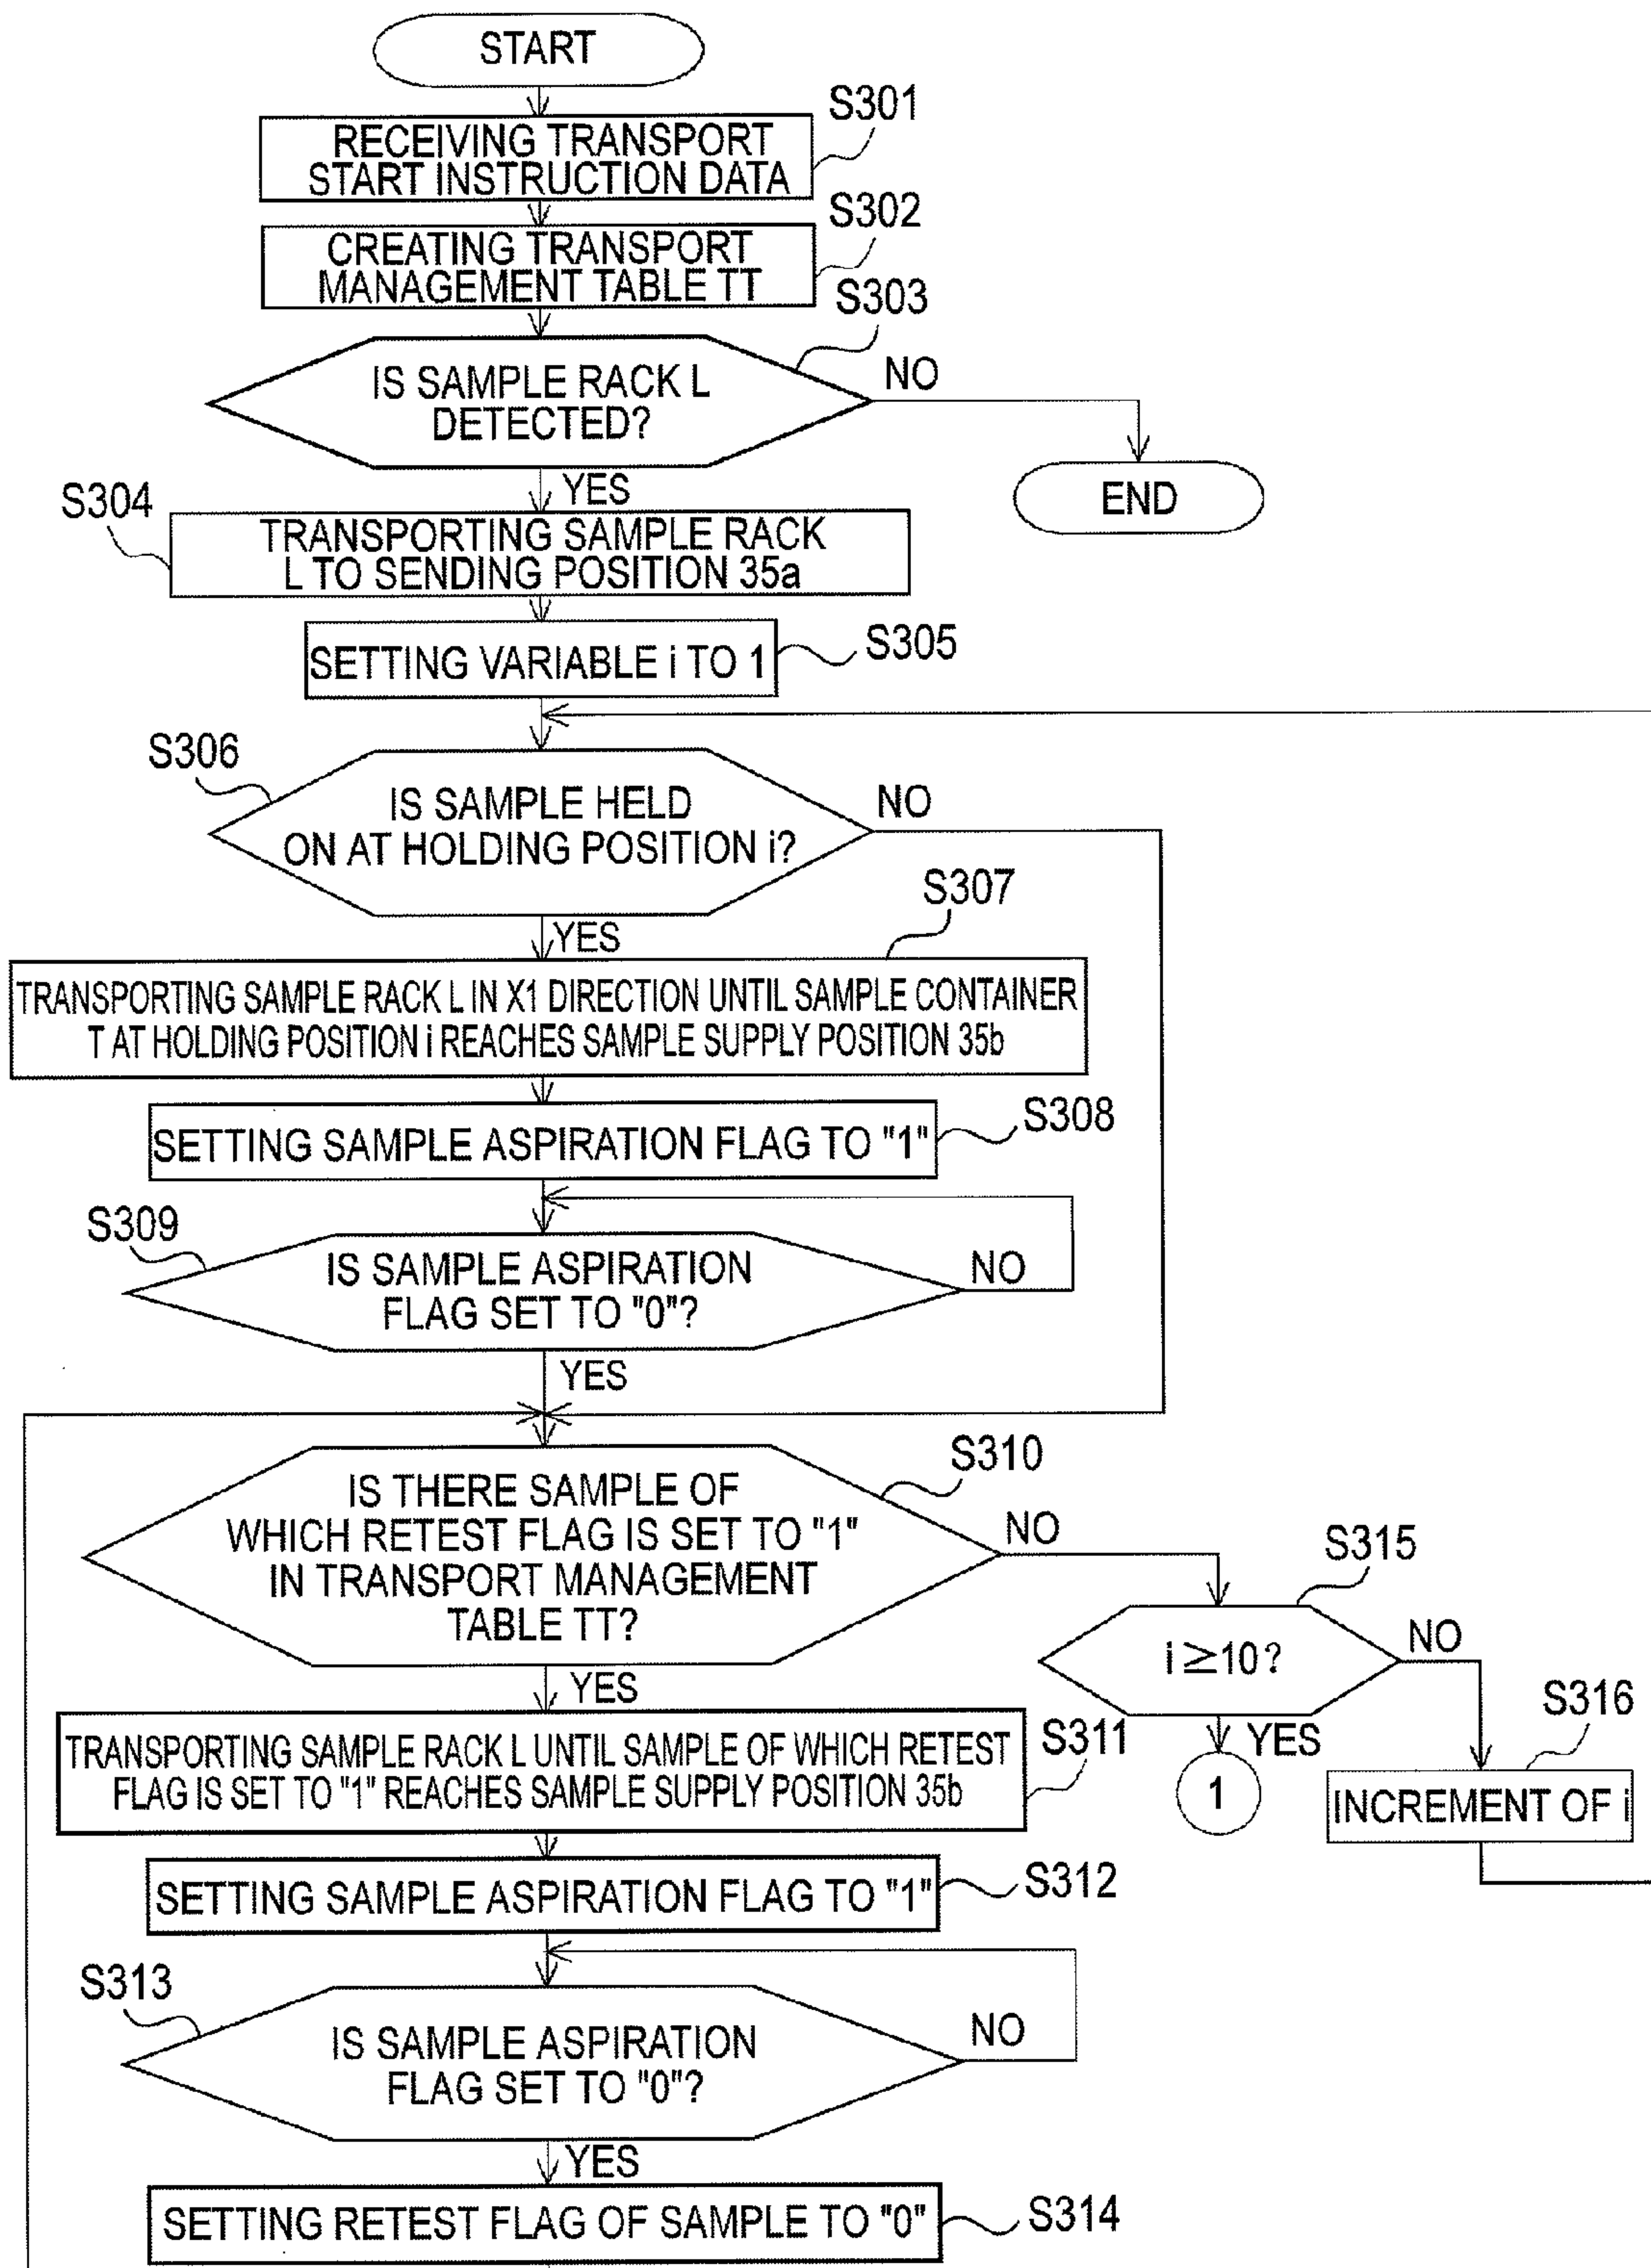 START
S301
RECEIVING TRANSPORT
START INSTRUCTION DATA
S302
CREATING TRANSPORT
MANAGEMENT TABLE TT
S303
IS SAMPLE RACK L
DETECTED?
NO
END
YES
S304
TRANSPORTING SAMPLE RACK
L TO SENDING POSITION 35a
S305
SETTING VARIABLE i TO 1
S306
IS SAMPLE HELD
ON AT HOLDING POSITION i?
NO
YES
S307
TRANSPORTING SAMPLE RACK L IN X1 DIRECTION UNTIL SAMPLE CONTAINER
T AT HOLDING POSITION i REACHES SAMPLE SUPPLY POSITION 35b
SETTING SAMPLE ASPIRATION FLAG TO "1"
S308
S309
IS SAMPLE ASPIRATION
FLAG SET TO "0"?
NO
YES
S310
IS THERE SAMPLE OF
WHICH RETEST FLAG IS SET TO "1"
IN TRANSPORT MANAGEMENT
TABLE TT?
NO
YES
S315
i ≥10?
NO
YES
1
S316
INCREMENT OF i
S311
TRANSPORTING SAMPLE RACK L UNTIL SAMPLE OF WHICH RETEST
FLAG IS SET TO "1" REACHES SAMPLE SUPPLY POSITION 35b
SETTING SAMPLE ASPIRATION FLAG TO "1"
S312
S313
IS SAMPLE ASPIRATION
FLAG SET TO "0"?
NO
YES
SETTING RETEST FLAG OF SAMPLE TO "0"
S314